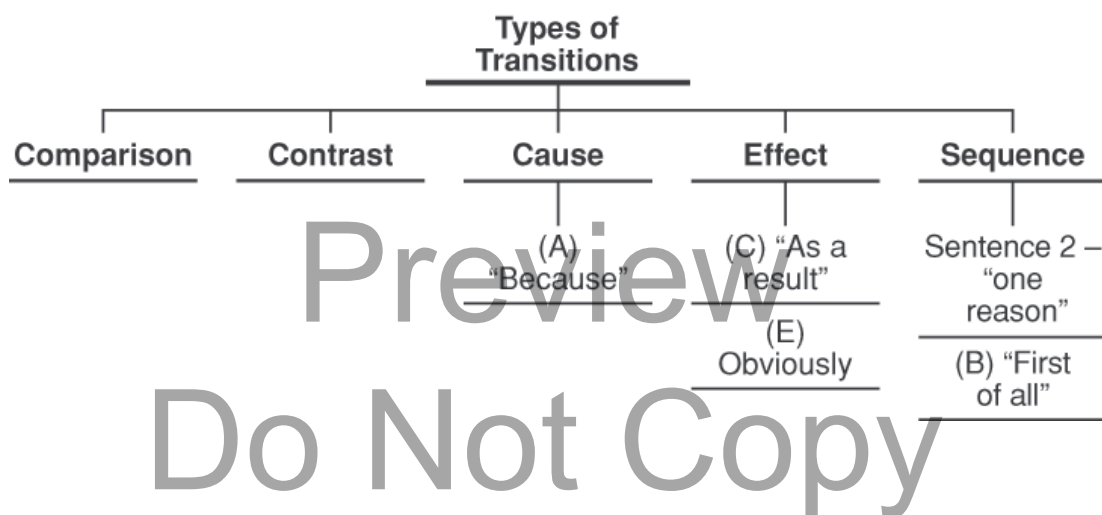 Types of
Transitions
Comparison
Contrast
Cause
Effect
Sequence
(A)
“Because”
(C) “As a
result”
(E)
Obviously
Sentence 2 –
“one
reason”
(B) “First
of all”
Preview
Do Not Copy